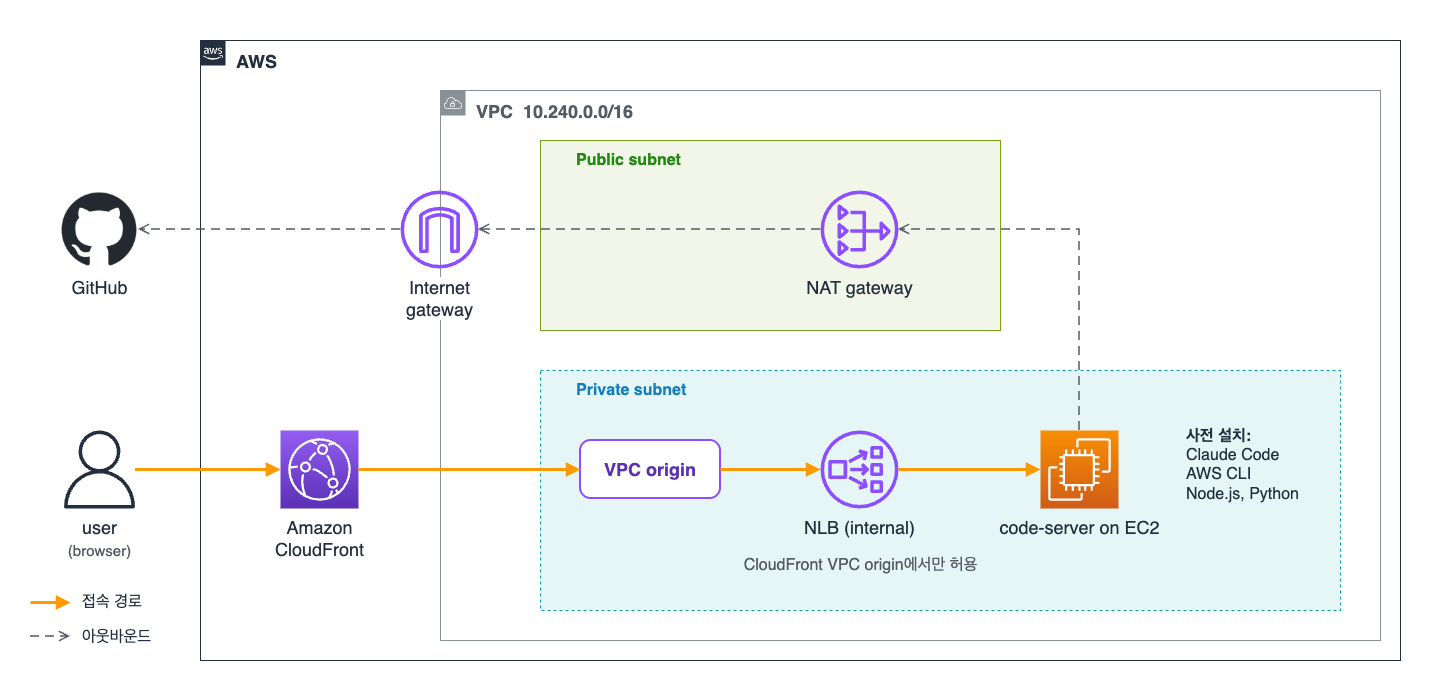 aws
AWS
VPC 10.240.0.0/16
Public subnet
GitHub
Internet
gateway
NAT gateway
Private subnet
VPC origin
사전 설치:
Claude Code
AWS CLI
Node.js, Python
user
(browser)
Amazon
CloudFront
NLB (internal)
code-server on EC2
CloudFront VPC origin에서만 허용
접속 경로
아웃바운드